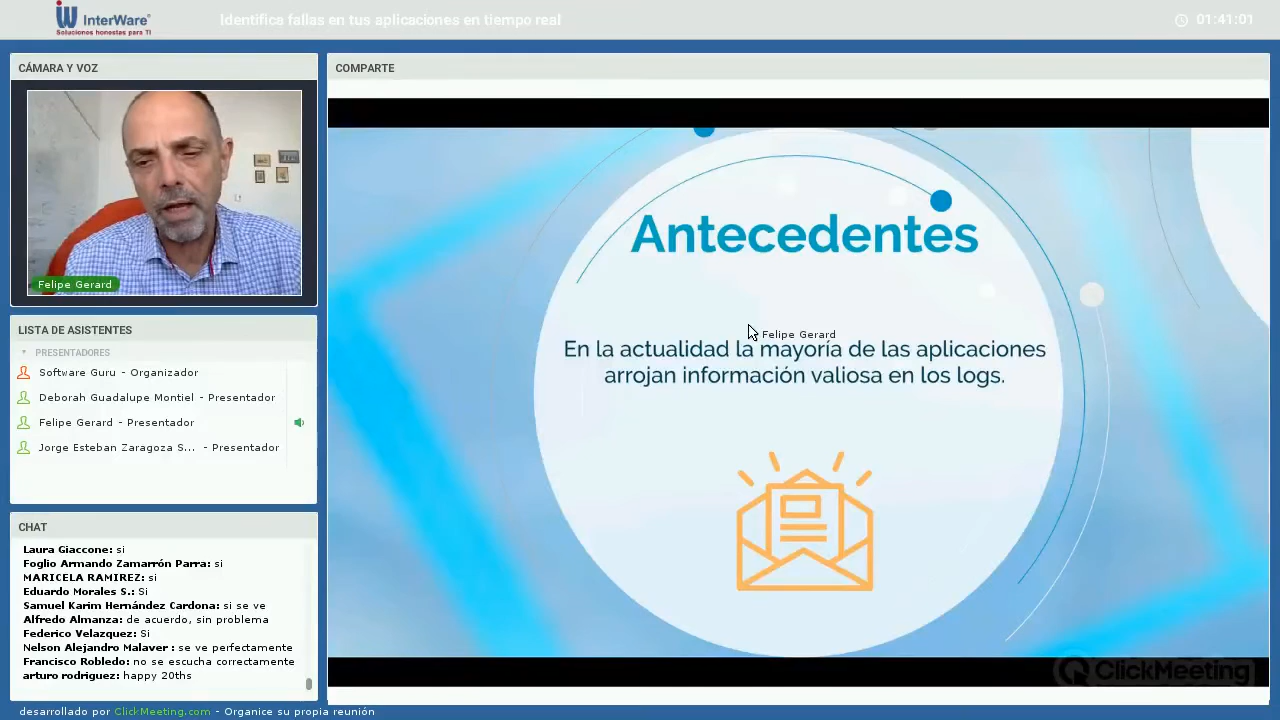 InterWare®
Soluciones honestas para TI
Identifica fallas en tus aplicaciones en tiempo real
01:41:01
CÁMARA Y VOZ
Felipe Gerard
LISTA DE ASISTENTES
PRESENTADORES
Software Guru - Organizador
Deborah Guadalupe Montiel - Presentador
Felipe Gerard - Presentador
Jorge Esteban Zaragoza S... - Presentador
CHAT
Laura Giaccone: si
Foglio Armando Zamarrón Parra: si
MARICELA RAMIREZ: si
Eduardo Morales S.: Si
Samuel Karim Hernández Cardona: si se ve
Alfredo Almanza: de acuerdo, sin problema
Federico Velazquez: Si
Nelson Alejandro Malaver : se ve perfectamente
Francisco Robledo: no se escucha correctamente
arturo rodriguez: happy 20ths
COMPARTE
Antecedentes
Felipe Gerard
En la actualidad la mayoría de las aplicaciones
arrojan información valiosa en los logs.
ClickMeeting
desarrollado por ClickMeeting.com - Organice su propia reunión